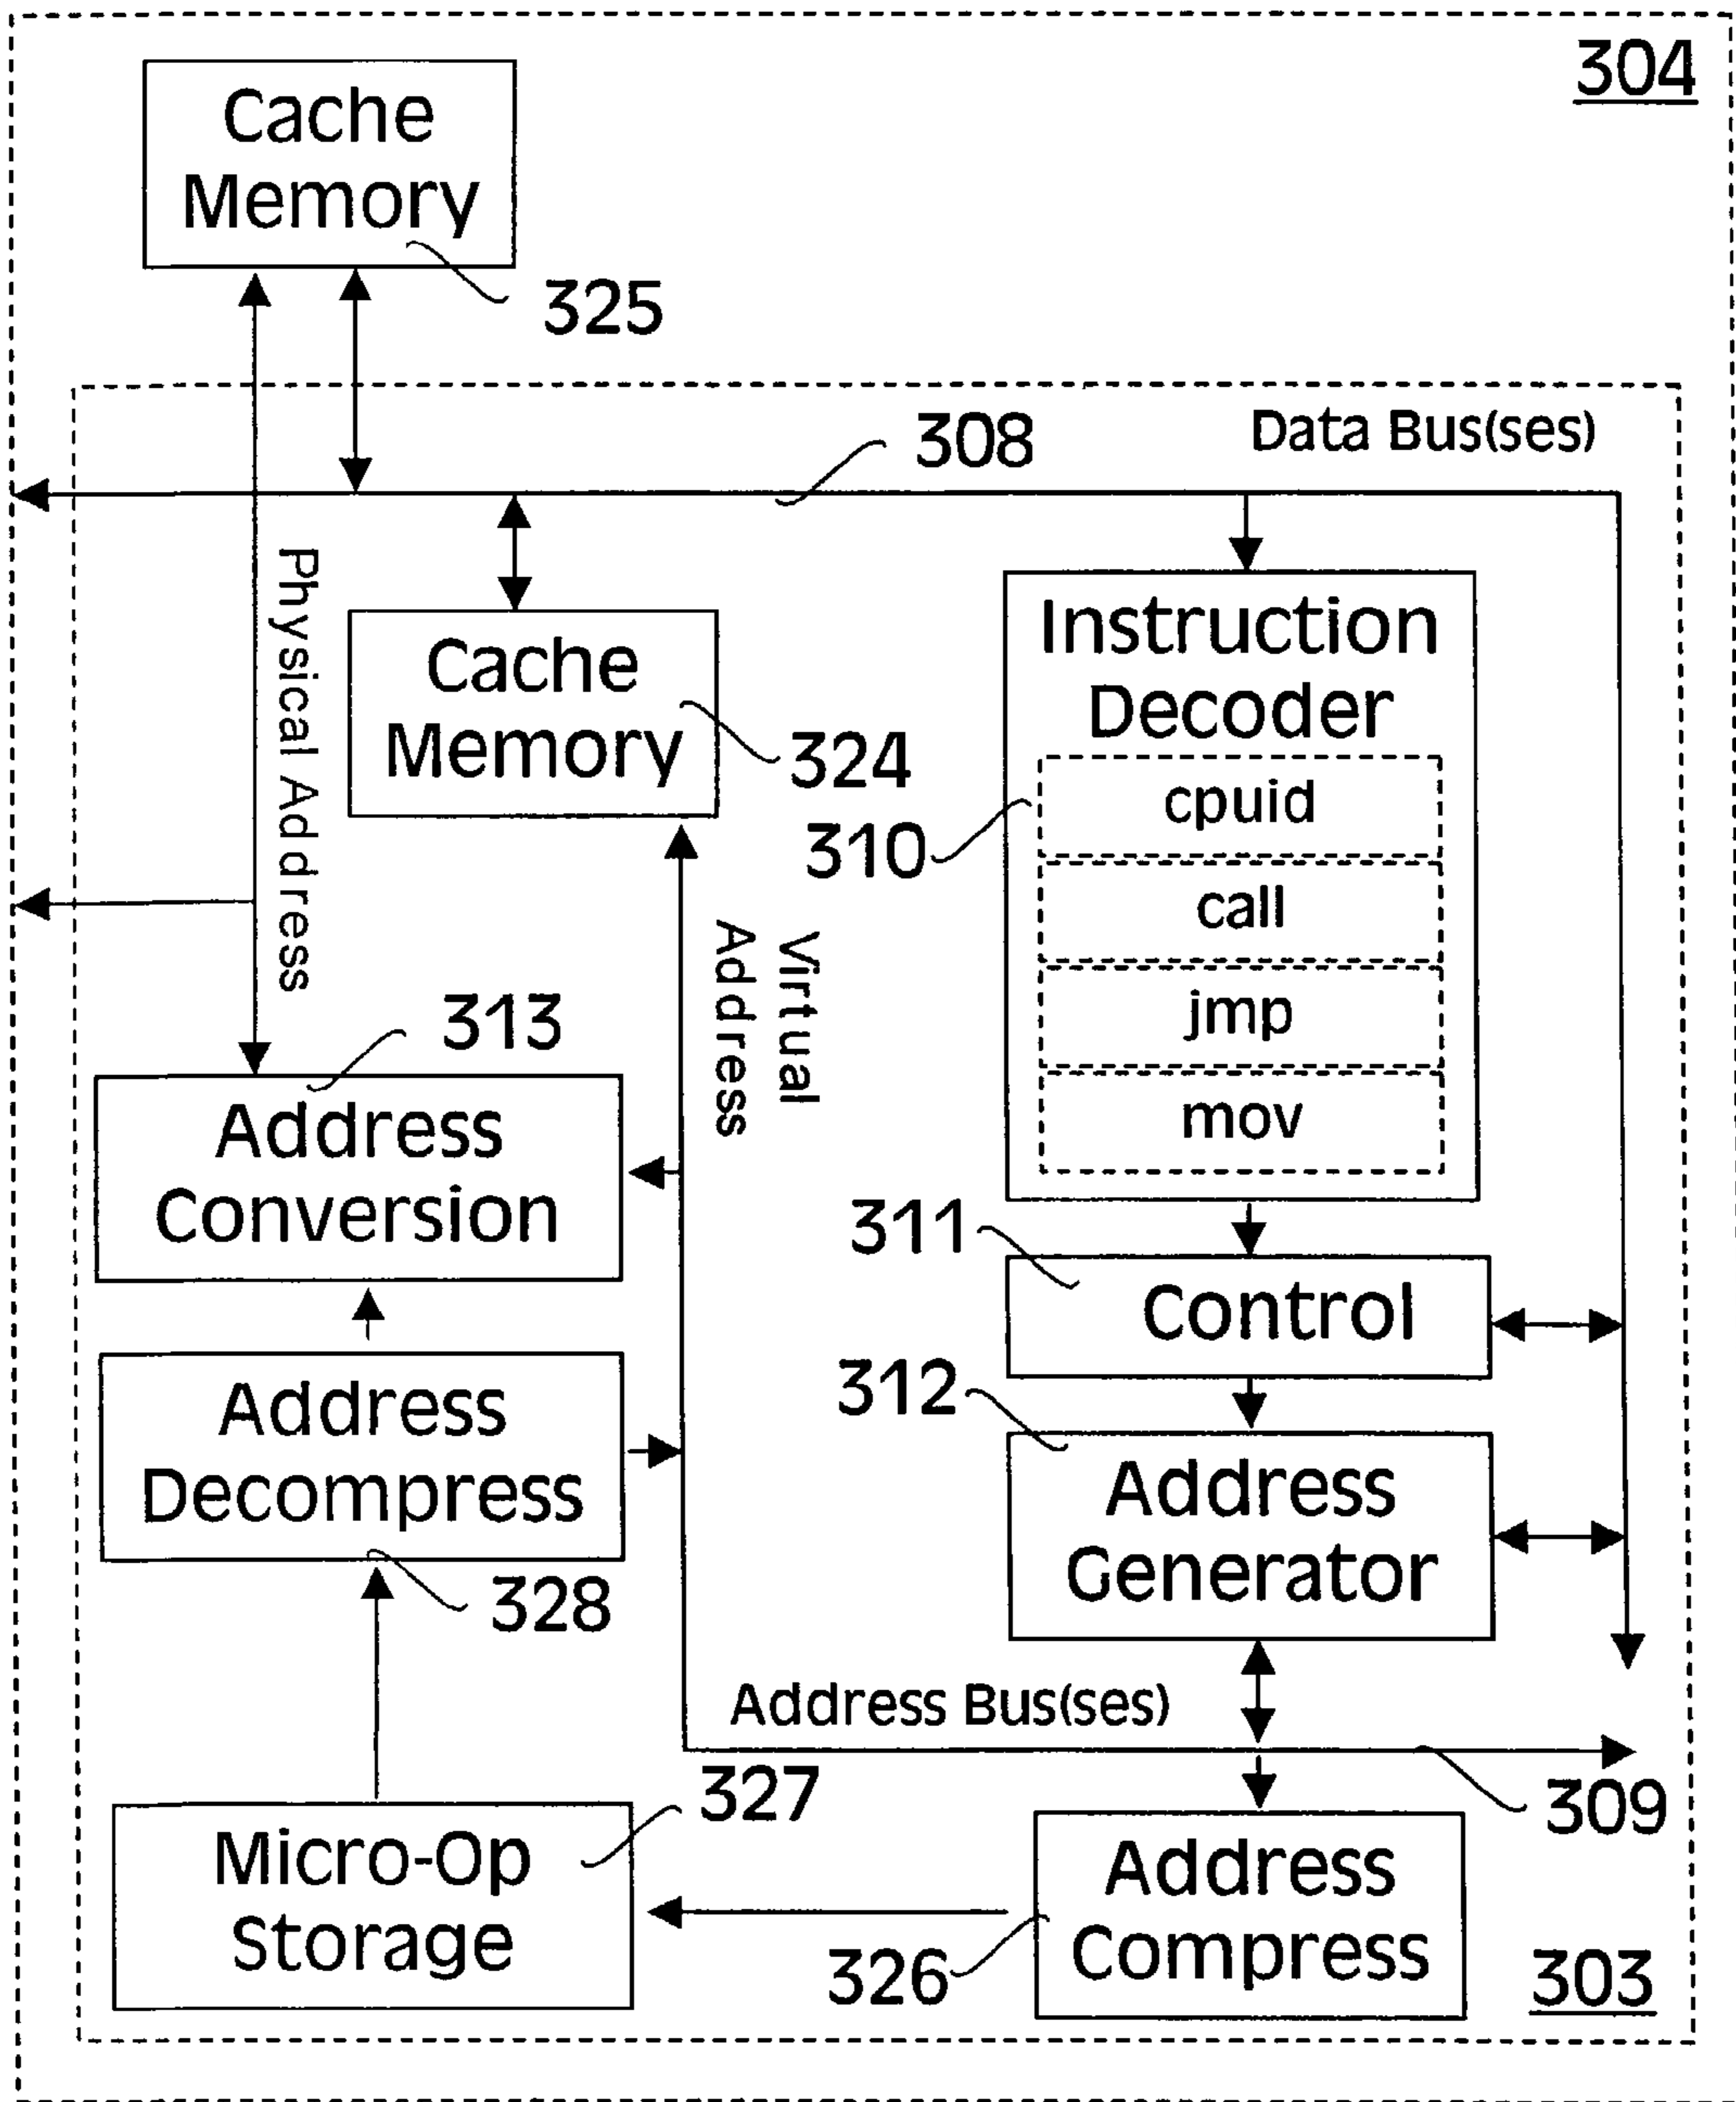 304
Cache
Memory
325
Data Bus(ses)
308
Physical Address
Cache
Memory
324
Instruction
Decoder
310
cpuid
call
jmp
mov
Virtual
Address
313
Address
Conversion
311
Control
312
Address
Decompress
328
Address
Generator
Address Bus(ses)
309
327
Micro-Op
Storage
Address
Compress
326
303